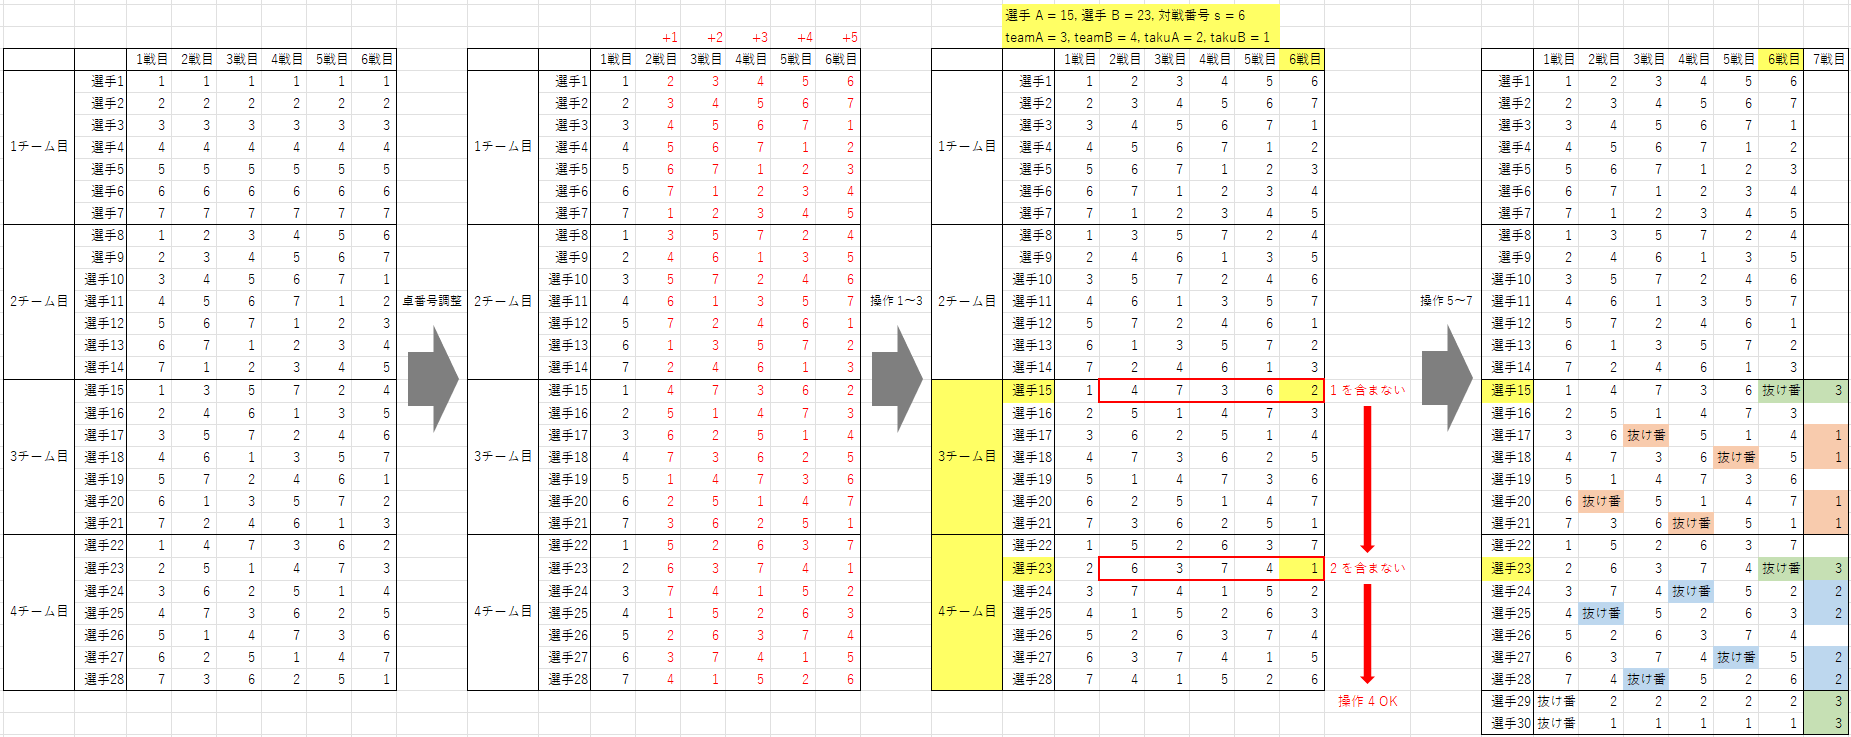 1戦目 2戦目 3戦目 4戦目 5戦目 6戦目
選手1 1 1 1 1 1 1
選手2 2 2 2 2 2 2
選手3 3 3 3 3 3 3
1チーム目 選手4 4 4 4 4 4 4
選手5 5 5 5 5 5 5
選手6 6 6 6 6 6 6
選手7 7 7 7 7 7 7
選手8 1 2 3 4 5 6
選手9 2 3 4 5 6 7
選手10 3 4 5 6 7 1
2チーム目 選手11 4 5 6 7 1 2
選手12 5 6 7 1 2 3
選手13 6 7 1 2 3 4
選手14 7 1 2 3 4 5
選手15 1 3 5 7 2 4
選手16 2 4 6 1 3 5
選手17 3 5 7 2 4 6
3チーム目 選手18 4 6 1 3 5 7
選手19 5 7 2 4 6 1
選手20 6 1 3 5 7 2
選手21 7 2 4 6 1 3
選手22 1 4 7 3 6 2
選手23 2 5 1 4 7 3
選手24 3 6 2 5 1 4
4チーム目 選手25 4 7 3 6 2 5
選手26 5 1 4 7 3 6
選手27 6 2 5 1 4 7
選手28 7 3 6 2 5 1
卓番号調整
+1 +2 +3 +4 +5
1戦目 2戦目 3戦目 4戦目 5戦目 6戦目
選手1 1 2 3 4 5 6
選手2 2 3 4 5 6 7
選手3 3 4 5 6 7 1
1チーム目 選手4 4 5 6 7 1 2
選手5 5 6 7 1 2 3
選手6 6 7 1 2 3 4
選手7 7 1 2 3 4 5
選手8 1 3 5 7 2 4
選手9 2 4 6 1 3 5
選手10 3 5 7 2 4 6
2チーム目 選手11 4 6 1 3 5 7
選手12 5 7 2 4 6 1
選手13 6 1 3 5 7 2
選手14 7 2 4 6 1 3
選手15 1 4 7 3 6 2
選手16 2 5 1 4 7 3
選手17 3 6 2 5 1 4
3チーム目 選手18 4 7 3 6 2 5
選手19 5 1 4 7 3 6
選手20 6 2 5 1 4 7
選手21 7 3 6 2 5 1
選手22 1 5 2 6 3 7
選手23 2 6 3 7 4 1
選手24 3 7 4 1 5 2
4チーム目 選手25 4 1 5 2 6 3
選手26 5 2 6 3 7 4
選手27 6 3 7 4 1 5
選手28 7 4 1 5 2 6
操作 1～3
選手 A = 15, 選手 B = 23, 対戦番号 s = 6
teamA = 3, teamB = 4, takuA = 2, takuB = 1
1戦目 2戦目 3戦目 4戦目 5戦目 6戦目
選手1 1 2 3 4 5 6
選手2 2 3 4 5 6 7
選手3 3 4 5 6 7 1
1チーム目 選手4 4 5 6 7 1 2
選手5 5 6 7 1 2 3
選手6 6 7 1 2 3 4
選手7 7 1 2 3 4 5
選手8 1 3 5 7 2 4
選手9 2 4 6 1 3 5
選手10 3 5 7 2 4 6
2チーム目 選手11 4 6 1 3 5 7
選手12 5 7 2 4 6 1
選手13 6 1 3 5 7 2
選手14 7 2 4 6 1 3
選手15 1 4 7 3 6 2 1 を含まない
選手16 2 5 1 4 7 3
選手17 3 6 2 5 1 4
3チーム目 選手18 4 7 3 6 2 5
選手19 5 1 4 7 3 6
選手20 6 2 5 1 4 7
選手21 7 3 6 2 5 1
選手22 1 5 2 6 3 7
選手23 2 6 3 7 4 1 2 を含まない
選手24 3 7 4 1 5 2
4チーム目 選手25 4 1 5 2 6 3
選手26 5 2 6 3 7 4
選手27 6 3 7 4 1 5
選手28 7 4 1 5 2 6
操作 4 OK
操作 5～7
1戦目 2戦目 3戦目 4戦目 5戦目 6戦目 7戦目
選手1 1 2 3 4 5 6
選手2 2 3 4 5 6 7
選手3 3 4 5 6 7 1
選手4 4 5 6 7 1 2
選手5 5 6 7 1 2 3
選手6 6 7 1 2 3 4
選手7 7 1 2 3 4 5
選手8 1 3 5 7 2 4
選手9 2 4 6 1 3 5
選手10 3 5 7 2 4 6
選手11 4 6 1 3 5 7
選手12 5 7 2 4 6 1
選手13 6 1 3 5 7 2
選手14 7 2 4 6 1 3
選手15 1 4 7 3 6 抜け番 3
選手16 2 5 1 4 7 3
選手17 3 6 抜け番 5 1 4 1
選手18 4 7 3 6 抜け番 5 1
選手19 5 1 4 7 3 6
選手20 6 抜け番 5 1 4 7 1
選手21 7 3 6 抜け番 5 1 1
選手22 1 5 2 6 3 7
選手23 2 6 3 7 4 抜け番 3
選手24 3 7 4 抜け番 5 2 2
選手25 4 抜け番 5 2 6 3 2
選手26 5 2 6 3 7 4
選手27 6 3 7 4 抜け番 5 2
選手28 7 4 抜け番 5 2 6 2
選手29 抜け番 2 2 2 2 2 3
選手30 抜け番 1 1 1 1 1 3